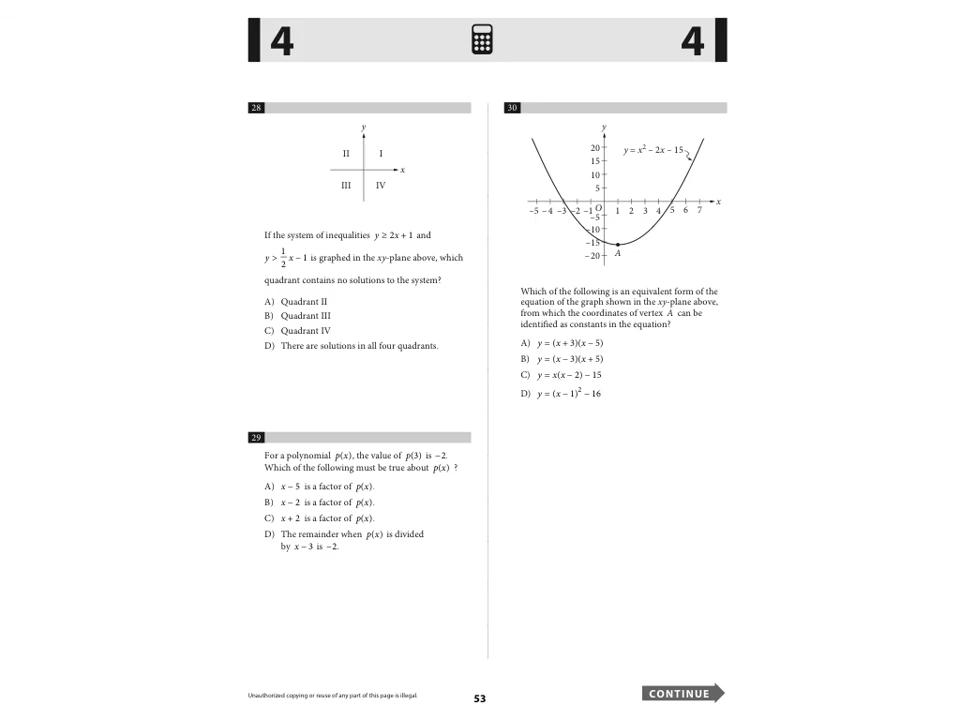 4 4
28
y
II I
x
III IV
If the system of inequalities y ≥ 2x + 1 and
y > 1/2 x − 1 is graphed in the xy-plane above, which
quadrant contains no solutions to the system?
A) Quadrant II
B) Quadrant III
C) Quadrant IV
D) There are solutions in all four quadrants.
29
For a polynomial p(x), the value of p(3) is −2.
Which of the following must be true about p(x) ?
A) x − 5 is a factor of p(x).
B) x − 2 is a factor of p(x).
C) x + 2 is a factor of p(x).
D) The remainder when p(x) is divided
by x − 3 is −2.
30
y
20
y = x² − 2x − 15
15
10
5
x
−5 −4 −3 −2 −1 O 1 2 3 4 5 6 7
−5
−10
−15
−20
A
Which of the following is an equivalent form of the
equation of the graph shown in the xy-plane above,
from which the coordinates of vertex A can be
identified as constants in the equation?
A) y = (x + 3)(x − 5)
B) y = (x − 3)(x + 5)
C) y = x(x − 2) − 15
D) y = (x − 1)² − 16
Unauthorized copying or reuse of any part of this page is illegal.
53
CONTINUE